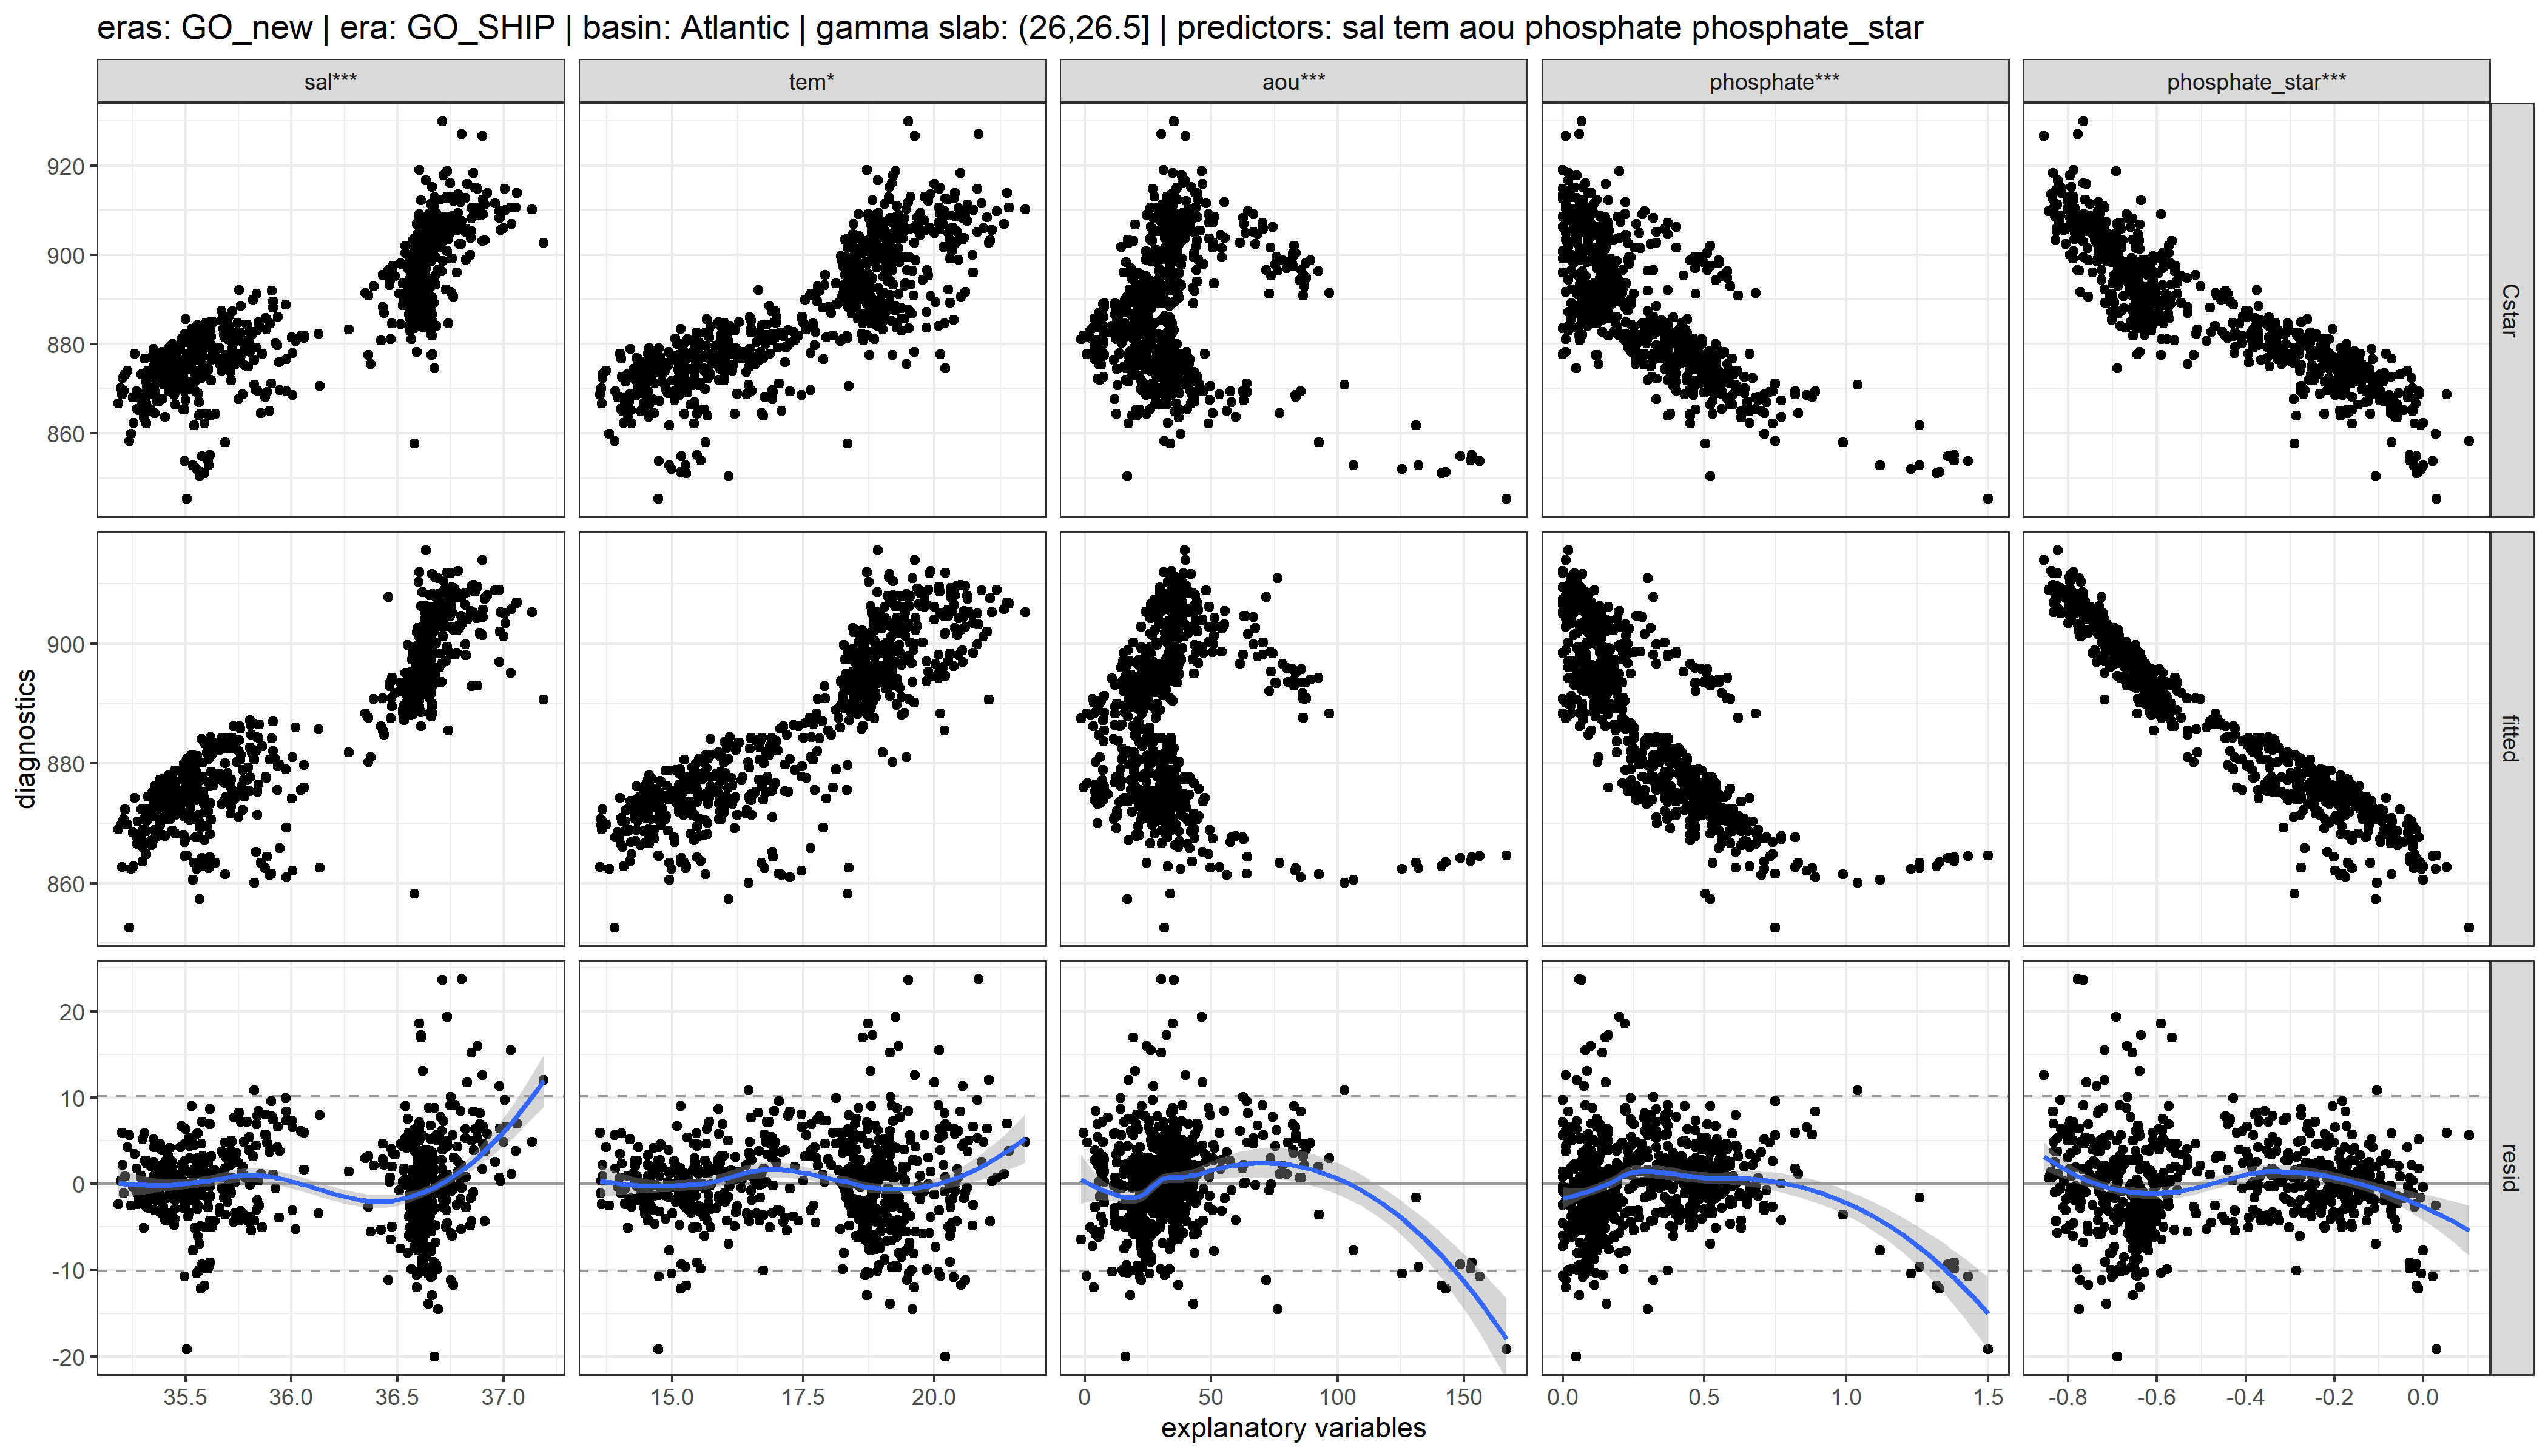 eras: GO_new | era: GO_SHIP | basin: Atlantic | gamma slab: (26,26.5] | predictors: sal tem aou phosphate phosphate_star
sal*** tem* aou*** phosphate*** phosphate_star***
920
900
880
860
Cstar
diagnostics
900
880
860
fitted
20
10
0
-10
-20
resid
35.5 36.0 36.5 37.0 15.0 17.5 20.0 0 50 100 150 0.0 0.5 1.0 1.5 -0.8 -0.6 -0.4 -0.2 0.0
explanatory variables